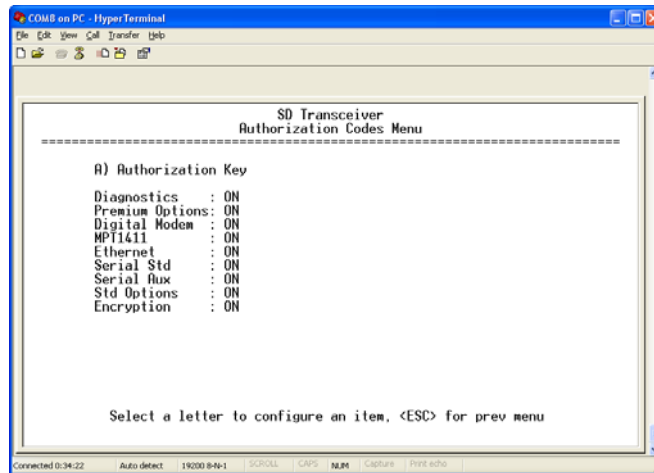 COM8 on PC - HyperTerminal
File Edit View Call Transfer Help
SD Transceiver
Authorization Codes Menu
================================================================================
A) Authorization Key
Diagnostics : ON
Premium Options: ON
Digital Modem : ON
MPT1411 : ON
Ethernet : ON
Serial Std : ON
Serial Aux : ON
Std Options : ON
Encryption : ON
Select a letter to configure an item, <ESC> for prev menu
Connected 0:34:22 Auto detect 19200 8-N-1 SCROLL CAPS NUM Capture Print echo